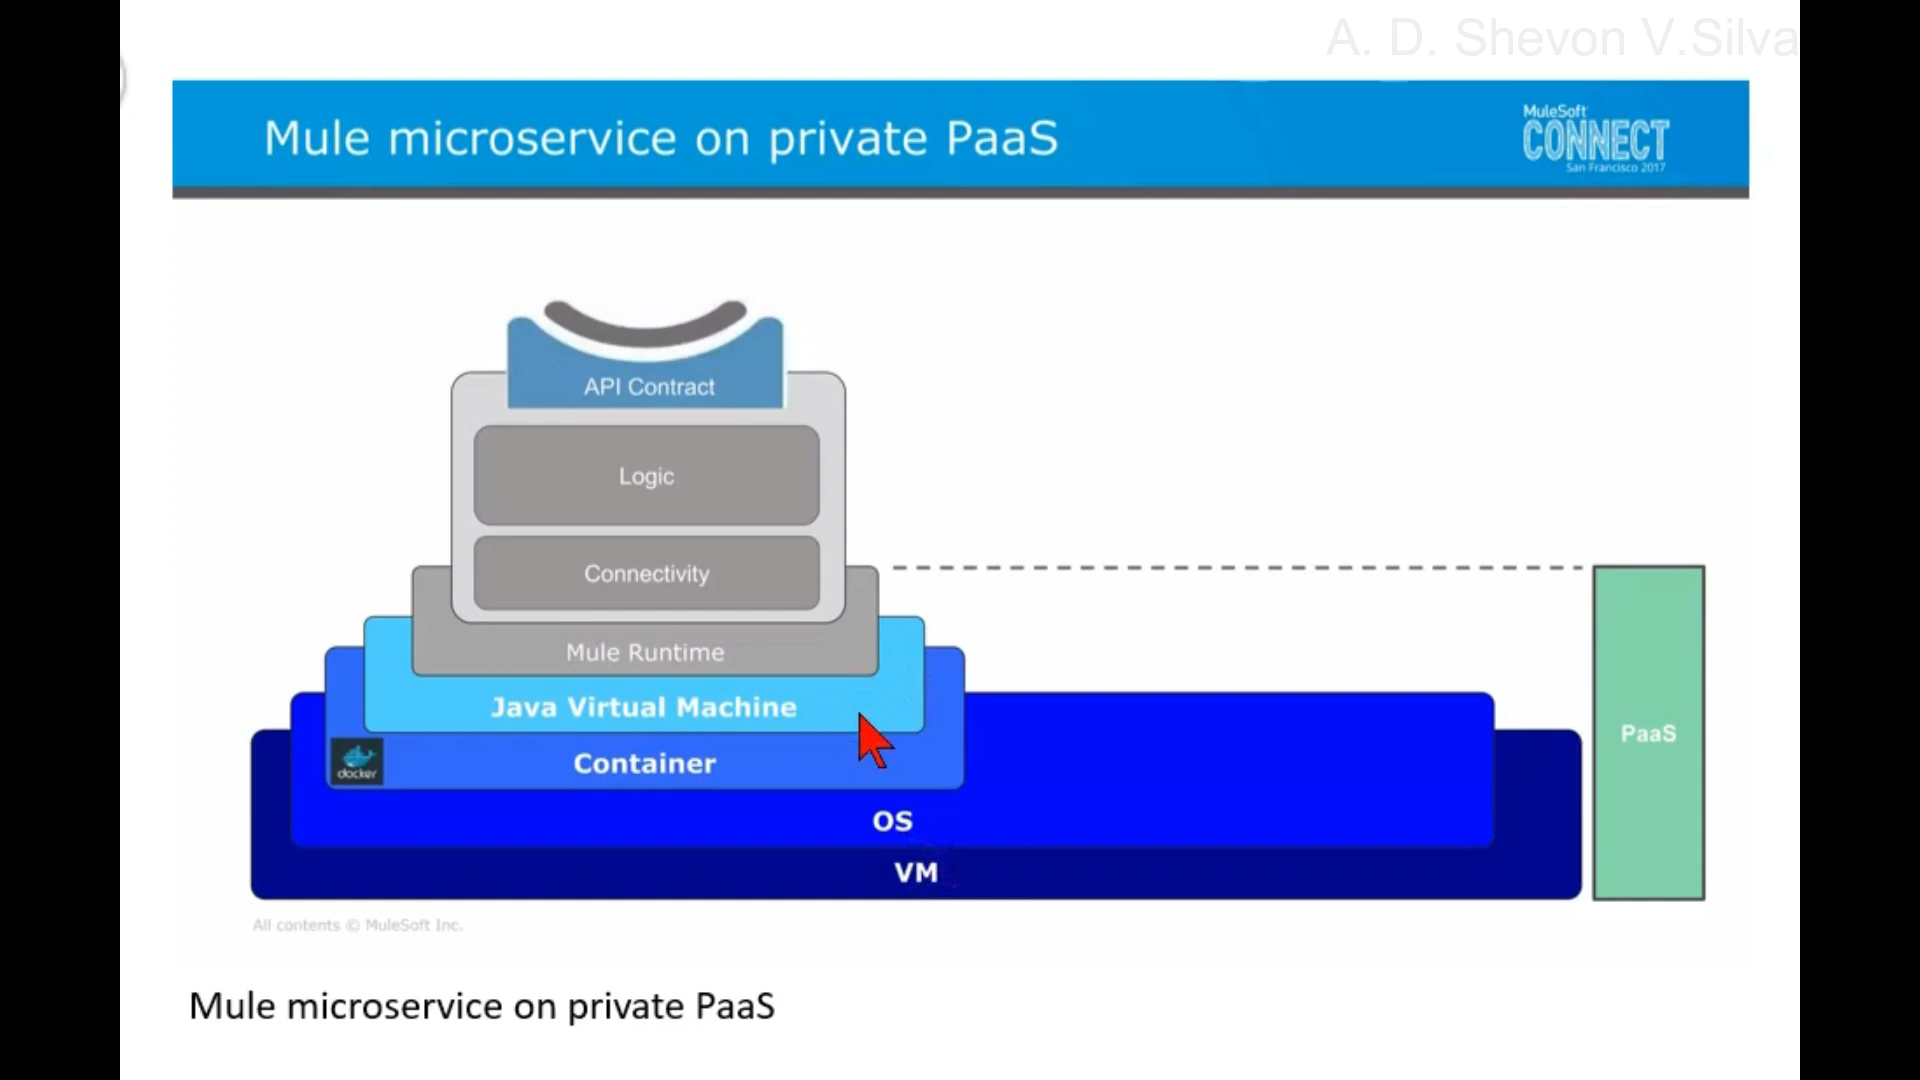 A. D. Shevon V.Silva
Mule microservice on private PaaS
MuleSoft
CONNECT
San Francisco 2017
API Contract
Logic
Connectivity
Mule Runtime
Java Virtual Machine
docker
Container
OS
VM
PaaS
All contents © MuleSoft Inc.
Mule microservice on private PaaS